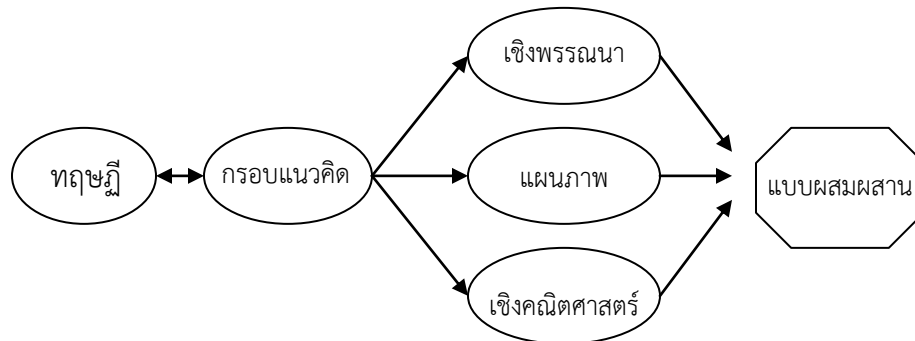 เชิงพรรณนา
ทฤษฏี
กรอบแนวคิด
แผนภาพ
แบบผสมผสาน
เชิงคณิตศาสตร์